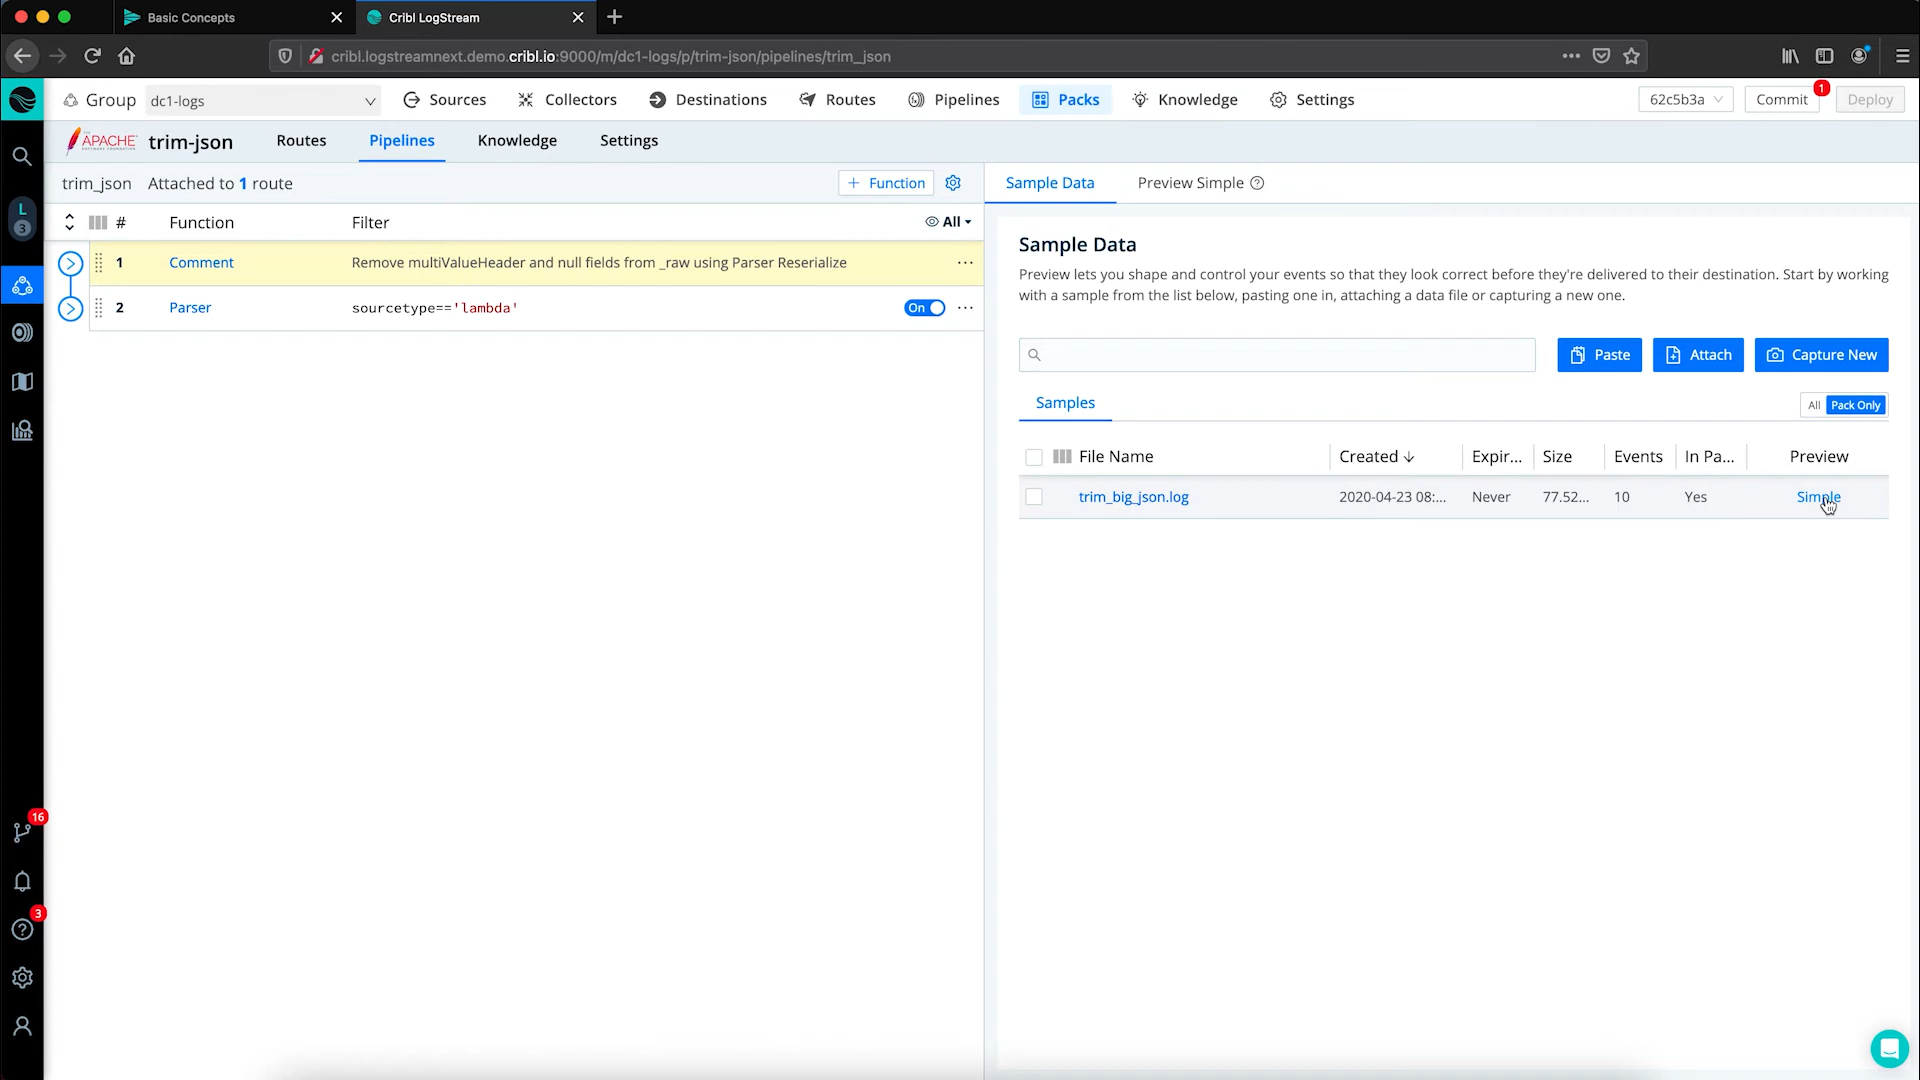 Basic Concepts
Cribl LogStream
cribl.logstreamnext.demo.cribl.io:9000/m/dc1-logs/p/trim-json/pipelines/trim_json
Group dc1-logs Sources Collectors Destinations Routes Pipelines Packs Knowledge Settings 62c5b3a Commit 1 Deploy
APACHE trim-json Routes Pipelines Knowledge Settings
trim_json Attached to 1 route + Function
# Function Filter All
1 Comment Remove multiValueHeader and null fields from _raw using Parser Reserialize ...
2 Parser sourcetype=='lambda' On ...
L
3
16
3
Sample Data Preview Simple
Sample Data
Preview lets you shape and control your events so that they look correct before they're delivered to their destination. Start by working
with a sample from the list below, pasting one in, attaching a data file or capturing a new one.
Paste Attach Capture New
Samples All Pack Only
File Name Created Expir... Size Events In Pa... Preview
trim_big_json.log 2020-04-23 08:... Never 77.52... 10 Yes Simple